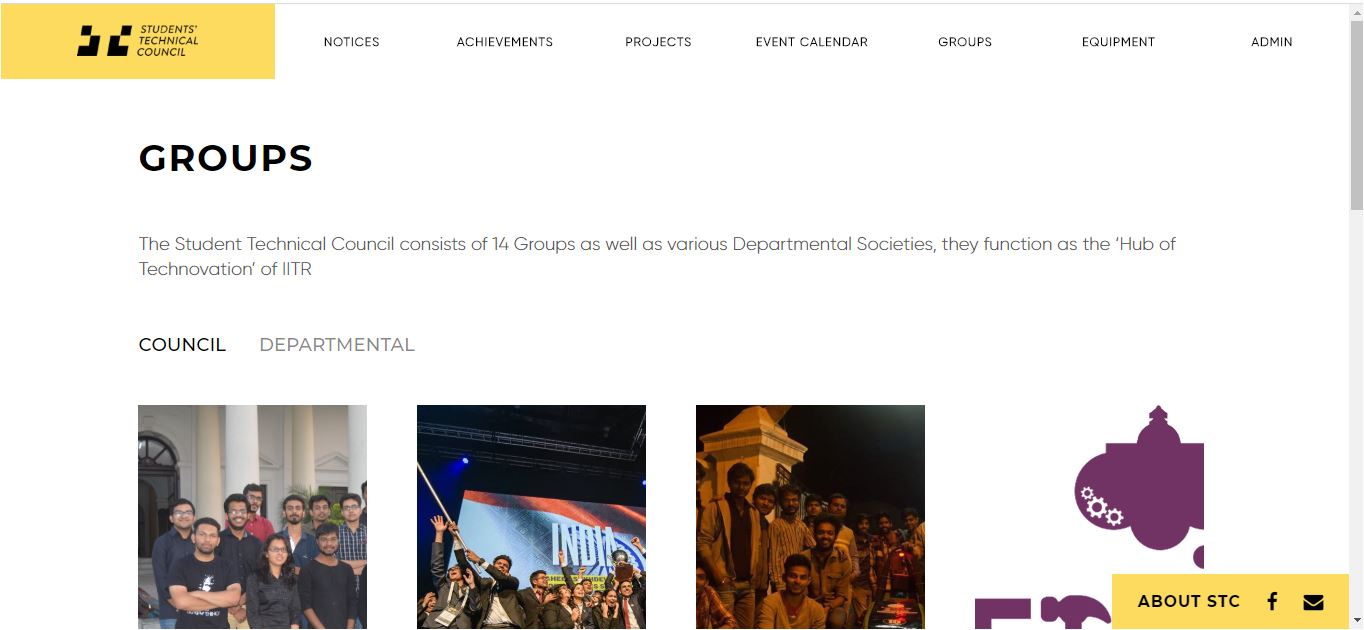 STUDENTS'
TECHNICAL
COUNCIL
NOTICES ACHIEVEMENTS PROJECTS EVENT CALENDAR GROUPS EQUIPMENT ADMIN
GROUPS
The Student Technical Council consists of 14 Groups as well as various Departmental Societies, they function as the ‘Hub of
Technovation’ of IITR
COUNCIL DEPARTMENTAL
INDIA
ABOUT STC